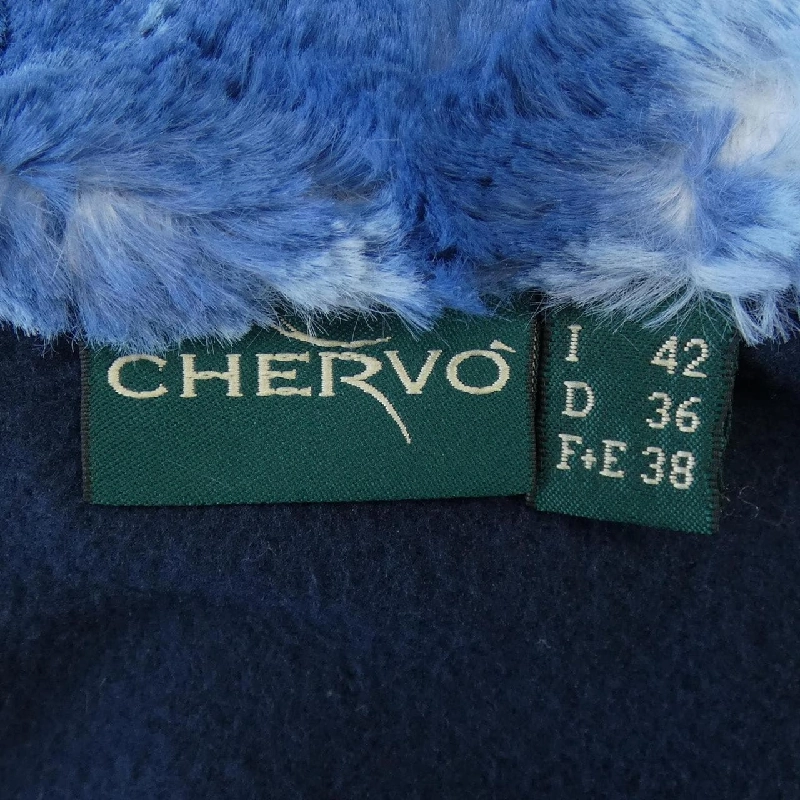 CHERVÒ
I 42
D 36
F+E 38